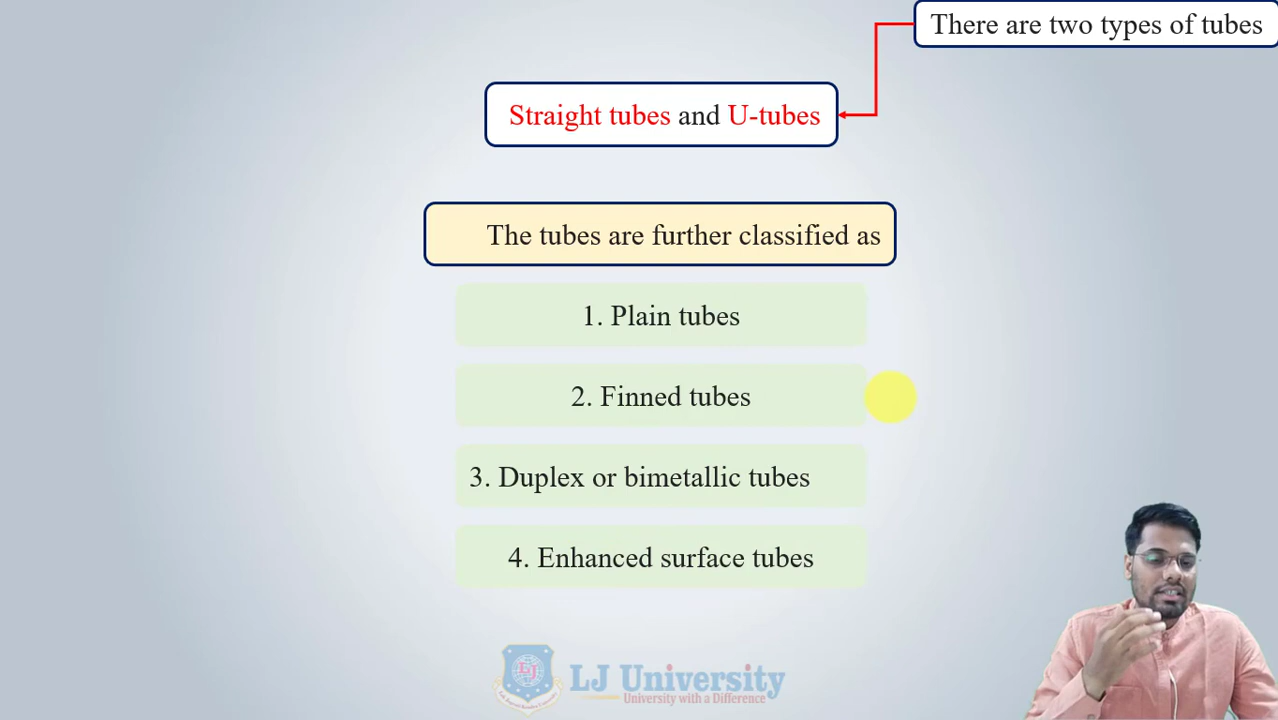 There are two types of tubes
Straight tubes and U-tubes
The tubes are further classified as
1. Plain tubes
2. Finned tubes
3. Duplex or bimetallic tubes
4. Enhanced surface tubes
LJ
LJ University
University with a Difference